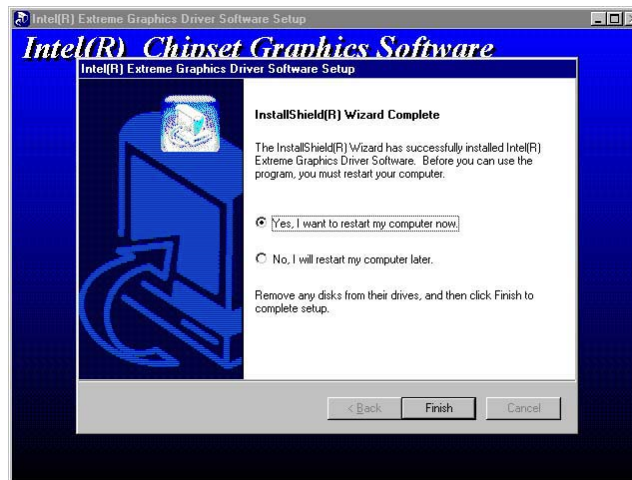 Intel(R) Extreme Graphics Driver Software Setup
Intel(R) Chipset Graphics Software
Intel(R) Extreme Graphics Driver Software Setup
InstallShield(R) Wizard Complete
The InstallShield(R) Wizard has successfully installed Intel(R)
Extreme Graphics Driver Software. Before you can use the
program, you must restart your computer.
Yes, I want to restart my computer now.
No, I will restart my computer later.
Remove any disks from their drives, and then click Finish to
complete setup.
< Back
Finish
Cancel